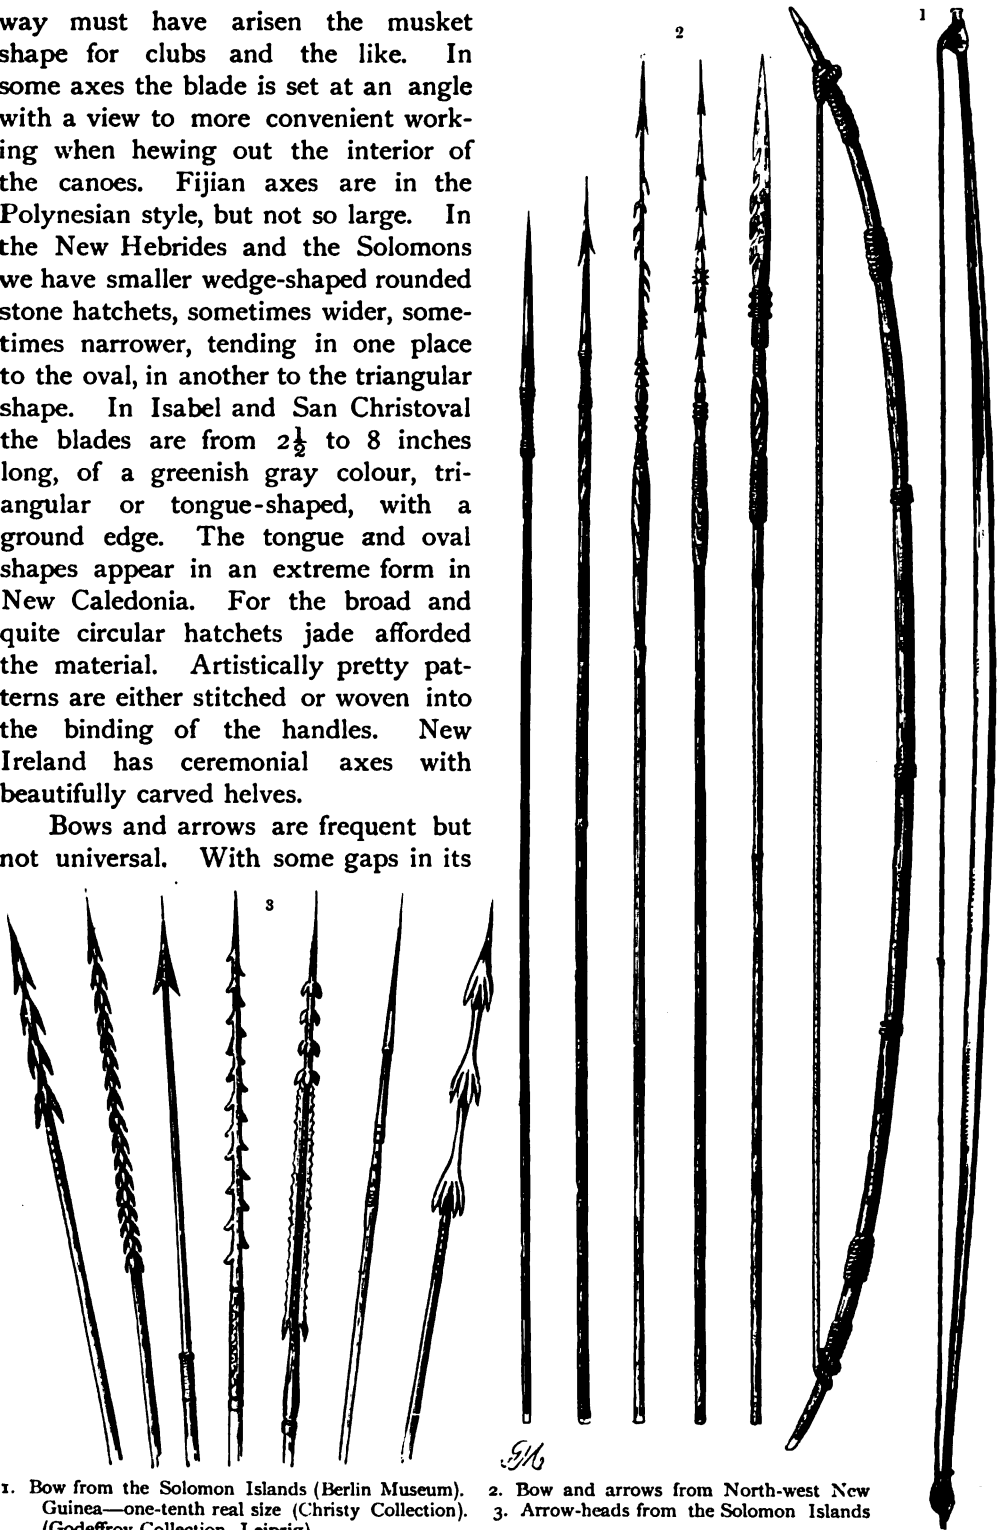 way must have arisen the musket
shape for clubs and the like. In
some axes the blade is set at an angle
with a view to more convenient work-
ing when hewing out the interior of
the canoes. Fijian axes are in the
Polynesian style, but not so large. In
the New Hebrides and the Solomons
we have smaller wedge-shaped rounded
stone hatchets, sometimes wider, some-
times narrower, tending in one place
to the oval, in another to the triangular
shape. In Isabel and San Christoval
the blades are from 2½ to 8 inches
long, of a greenish gray colour, tri-
angular or tongue-shaped, with a
ground edge. The tongue and oval
shapes appear in an extreme form in
New Caledonia. For the broad and
quite circular hatchets jade afforded
the material. Artistically pretty pat-
terns are either stitched or woven into
the binding of the handles. New
Ireland has ceremonial axes with
beautifully carved helves.
Bows and arrows are frequent but
not universal. With some gaps in its
2
1
3
1. Bow from the Solomon Islands (Berlin Museum). 2. Bow and arrows from North-west New
Guinea—one-tenth real size (Christy Collection). 3. Arrow-heads from the Solomon Islands
(Godeffroy Collection, Leipzig)